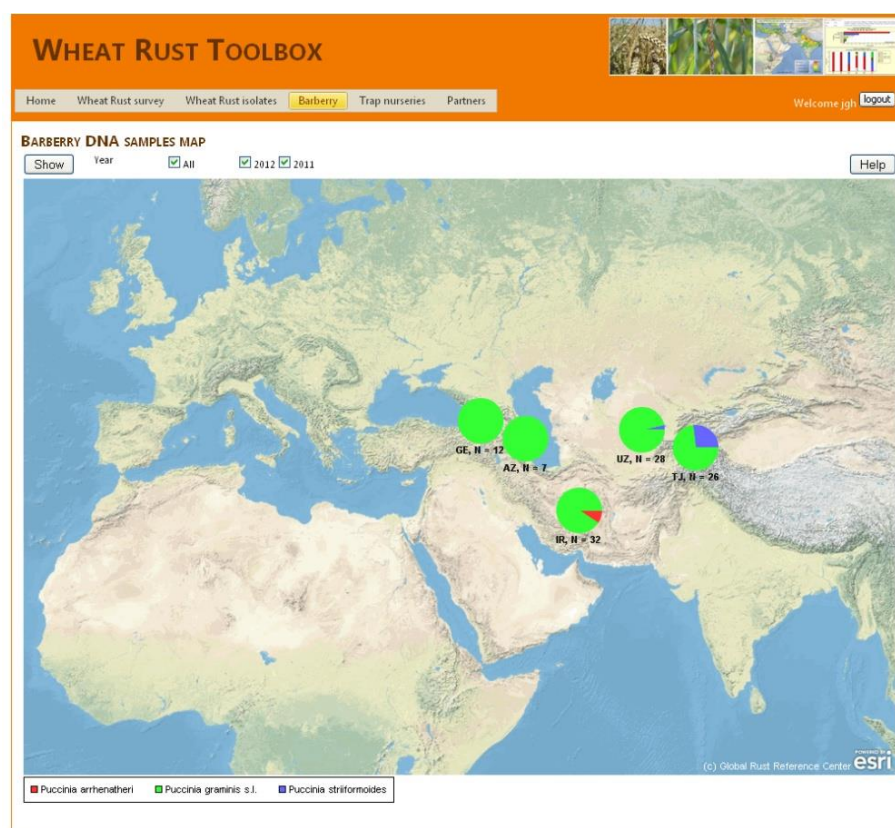 WHEAT RUST TOOLBOX
Home Wheat Rust survey Wheat Rust isolates Barberry Trap nurseries Partners
Welcome jgh logout
BARBERRY DNA SAMPLES MAP
Show Year All 2012 2011 Help
GE, N = 12
AZ, N = 7
UZ, N = 28
TJ, N = 26
IR, N = 32
POWERED BY
(c) Global Rust Reference Center esri
Puccinia arrhenatheri Puccinia graminis s.l. Puccinia striiformoides